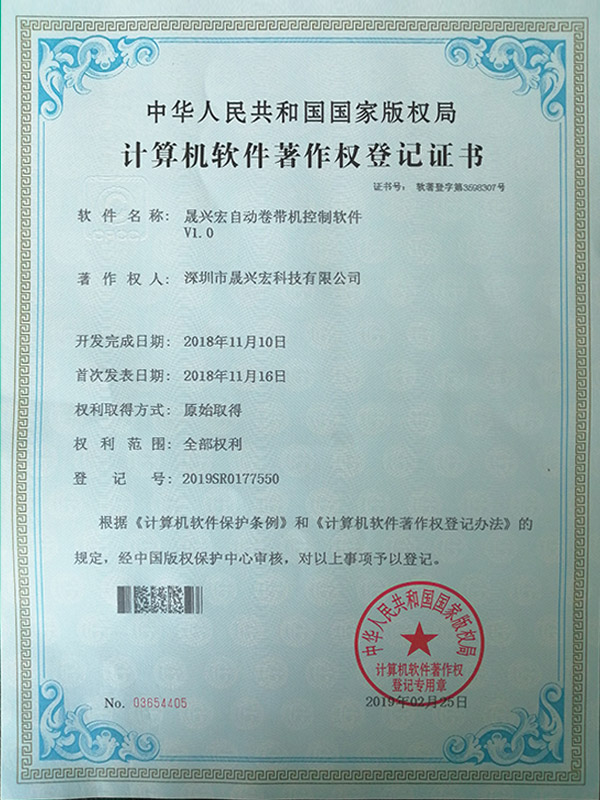 中华人民共和国国家版权局
计算机软件著作权登记证书
证书号： 软著登字第3598307号
软件名称： 晟兴宏自动卷带机控制软件
V1.0
著作权人： 深圳市晟兴宏科技有限公司
开发完成日期： 2018年11月10日
首次发表日期： 2018年11月16日
权利取得方式： 原始取得
权利范围： 全部权利
登记号： 2019SR0177550
根据《计算机软件保护条例》和《计算机软件著作权登记办法》的
规定，经中国版权保护中心审核，对以上事项予以登记。
中华人民共和国国家版权局
计算机软件著作权
登记专用章
No. 03654405
2019年02月25日